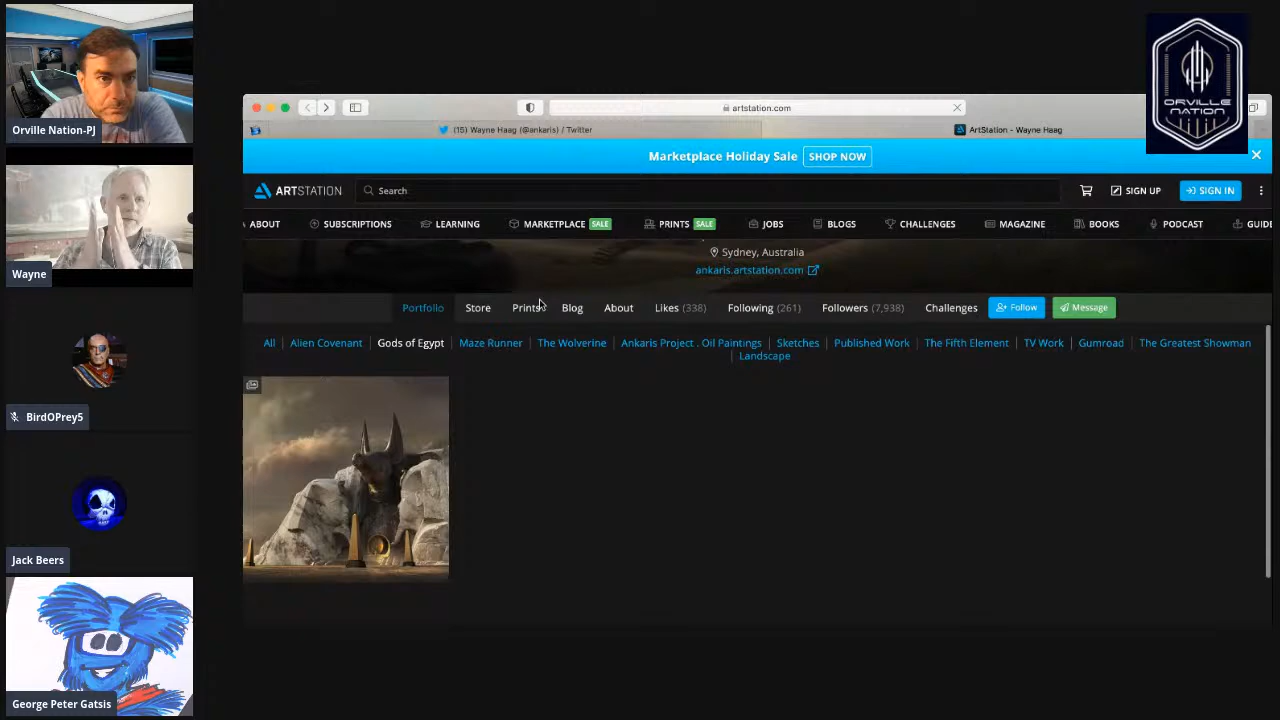 Orville Nation-PJ
Wayne
BirdOPrey5
Jack Beers
George Peter Gatsis
ORVILLE
NATION
artstation.com
(15) Wayne Haag (@ankaris) / Twitter
ArtStation - Wayne Haag
Marketplace Holiday Sale SHOP NOW
ARTSTATION Search SIGN UP SIGN IN
ABOUT SUBSCRIPTIONS LEARNING MARKETPLACE SALE PRINTS SALE JOBS BLOGS CHALLENGES MAGAZINE BOOKS PODCAST GUIDE
Sydney, Australia
ankaris.artstation.com
Portfolio Store Prints Blog About Likes (338) Following (261) Followers (7,938) Challenges Follow Message
All Alien Covenant Gods of Egypt Maze Runner The Wolverine Ankaris Project . Oil Paintings Sketches Published Work The Fifth Element TV Work Gumroad The Greatest Showman
Landscape